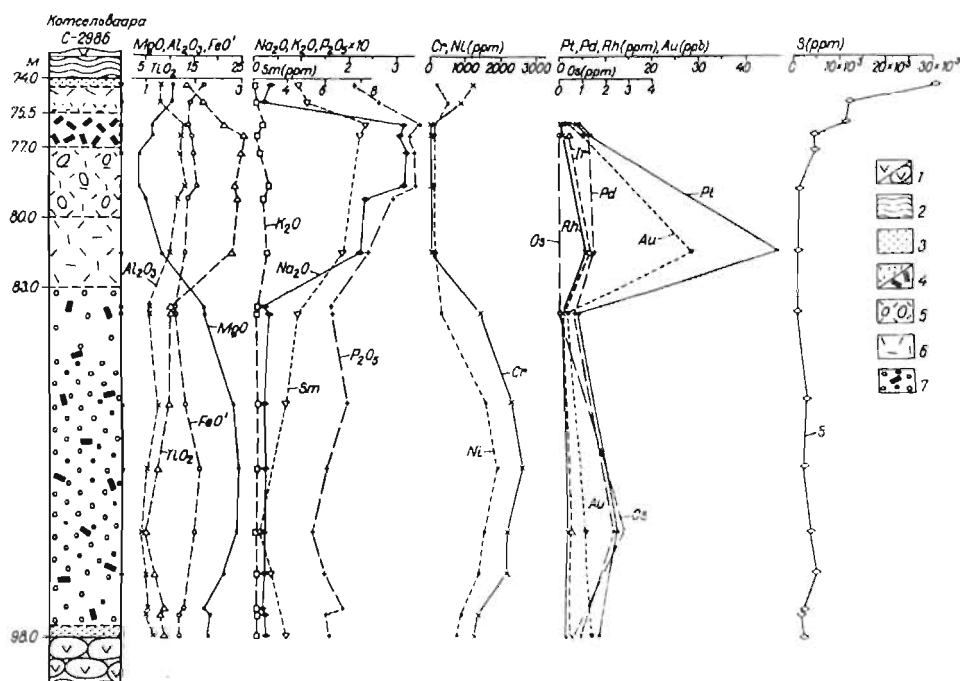 Котсельваара
С-2986
м
74.0
75.5
77.0
80.0
83.0
98.0
MgO, Al₂O₃, FeO'
5 15 25
TiO₂
1 2 3
Na₂O, K₂O, P₂O₅×10
0 1 2 3
Sm (ppm)
4 6 8
Cr, Ni (ppm)
0 1000 2000 3000
Pt, Pd, Rh (ppm), Au (ppb)
0 20 40
Os (ppm)
0 1 2 3 4
S (ppm)
0 10×10³ 20×10³ 30×10³
Al₂O₃
MgO
FeO'
TiO₂
K₂O
Na₂O
P₂O₅
Sm
Cr
Ni
Os
Rh
Ir
Pd
Au
Pt
Au
Os
S
S
1
2
3
4
5
6
7